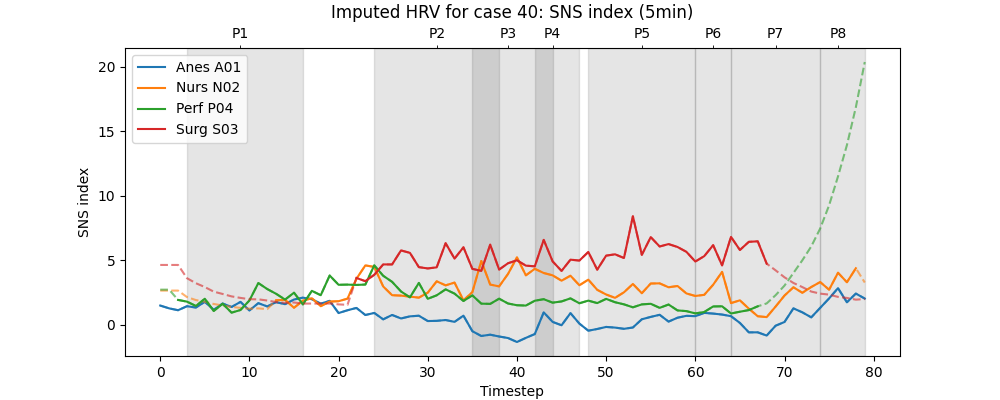 Imputed HRV for case 40: SNS index (5min)
P1 P2 P3 P4 P5 P6 P7 P8
Anes A01
Nurs N02
Perf P04
Surg S03
20
15
10
5
0
SNS index
0 10 20 30 40 50 60 70 80
Timestep